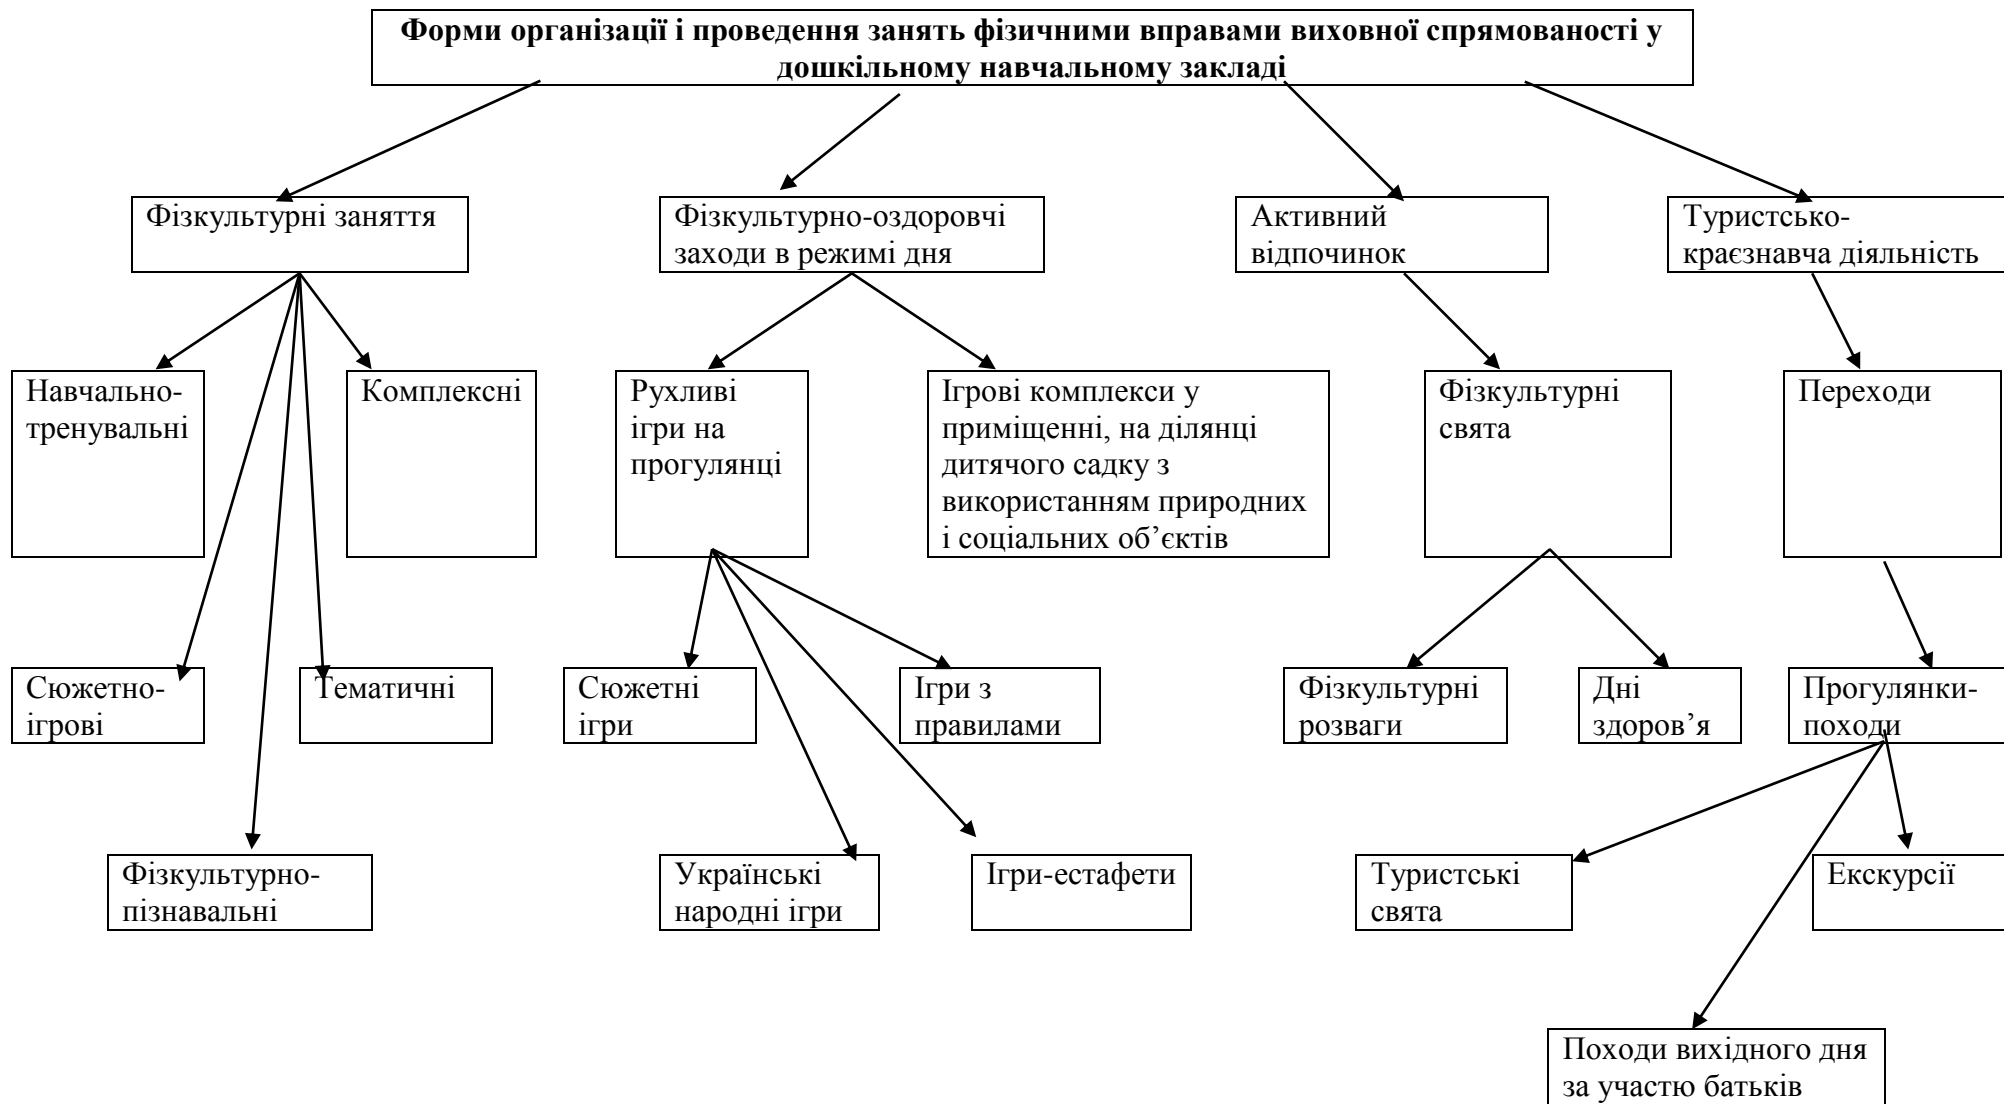 Форми організації і проведення занять фізичними вправами виховної спрямованості у
дошкільному навчальному закладі
Фізкультурні заняття
Фізкультурно-оздоровчі
заходи в режимі дня
Активний
відпочинок
Туристсько-
краєзнавча діяльність
Навчально-
тренувальні
Комплексні
Рухливі
ігри на
прогулянці
Ігрові комплекси у
приміщенні, на ділянці
дитячого садку з
використанням природних
і соціальних об’єктів
Фізкультурні
свята
Переходи
Сюжетно-
ігрові
Тематичні
Сюжетні
ігри
Ігри з
правилами
Фізкультурні
розваги
Дні
здоров’я
Прогулянки-
походи
Фізкультурно-
пізнавальні
Українські
народні ігри
Ігри-естафети
Туристські
свята
Екскурсії
Походи вихідного дня
за участю батьків